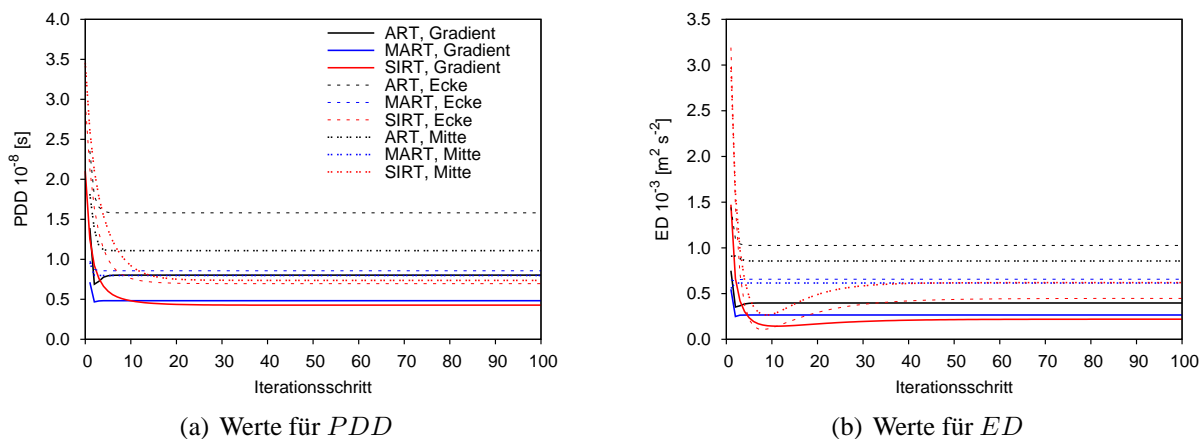 4.0
3.5
3.0
2.5
2.0
1.5
1.0
0.5
0.0
PDD 10⁻⁸ [s]
ART, Gradient
MART, Gradient
SIRT, Gradient
ART, Ecke
MART, Ecke
SIRT, Ecke
ART, Mitte
MART, Mitte
SIRT, Mitte
0 10 20 30 40 50 60 70 80 90 100
Iterationsschritt
(a) Werte für PDD
3.5
3.0
2.5
2.0
1.5
1.0
0.5
0.0
ED 10⁻³ [m² s⁻²]
0 10 20 30 40 50 60 70 80 90 100
Iterationsschritt
(b) Werte für ED